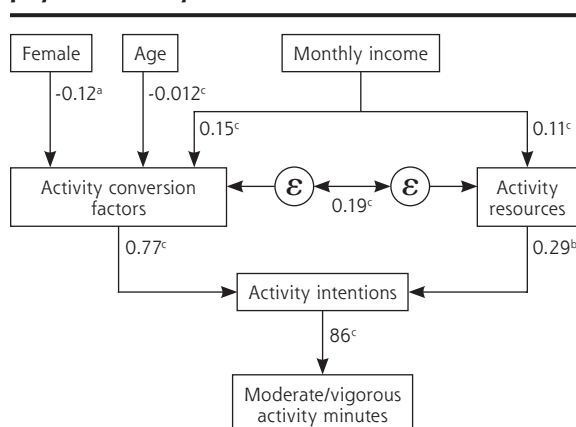 Female
Age
Monthly income
-0.12ᵃ
-0.012ᶜ
0.15ᶜ
0.11ᶜ
Activity conversion
factors
ε
0.19ᶜ
ε
Activity
resources
0.77ᶜ
0.29ᵇ
Activity intentions
86ᶜ
Moderate/vigorous
activity minutes